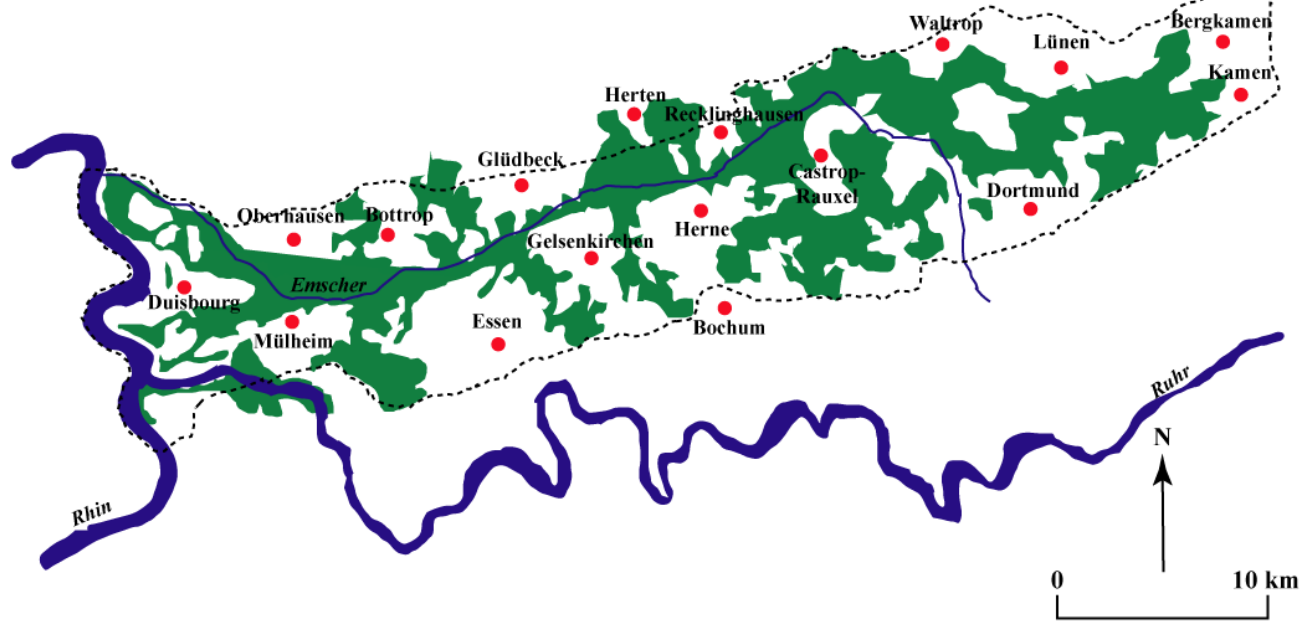 Waltrop
Bergkamen
Lünen
Kamen
Herten
Recklinghausen
Glüdbeck
Castrop-
Rauxel
Dortmund
Oberhausen
Bottrop
Herne
Gelsenkirchen
Emscher
Duisbourg
Essen
Bochum
Mülheim
Ruhr
N
Rhin
0 10 km